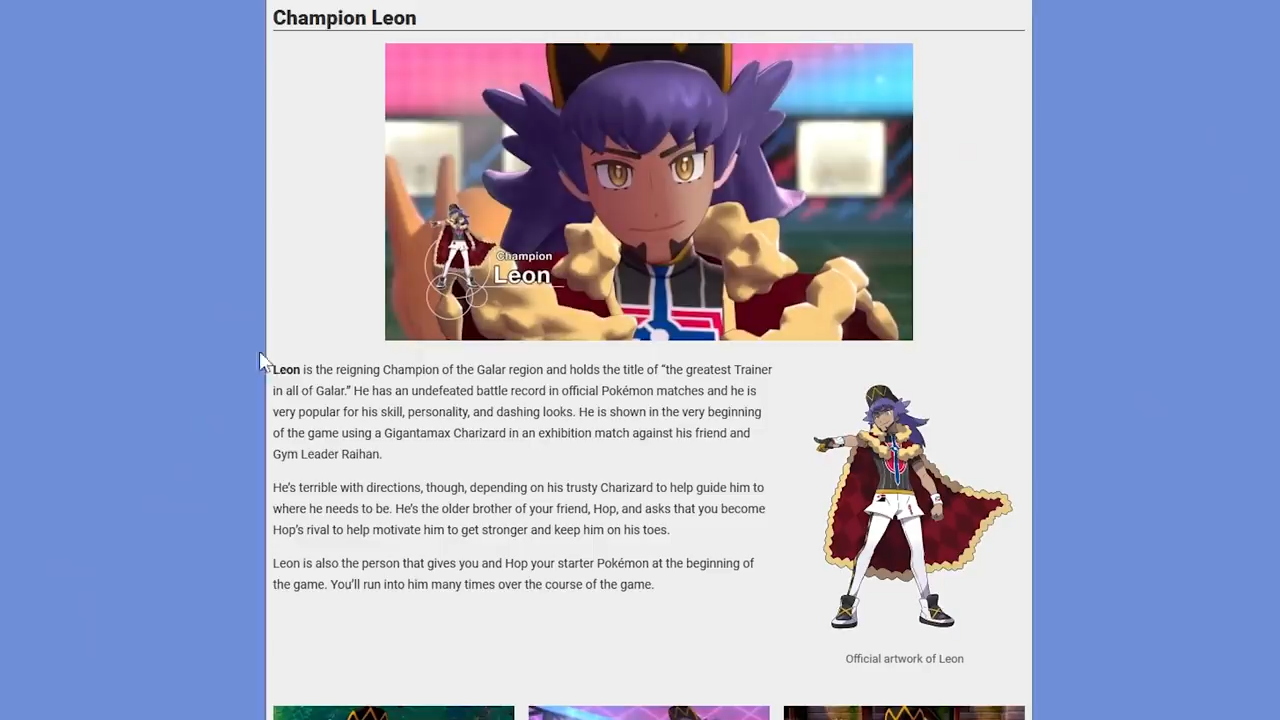 Champion Leon
Champion
Leon
Leon is the reigning Champion of the Galar region and holds the title of “the greatest Trainer
in all of Galar.” He has an undefeated battle record in official Pokémon matches and he is
very popular for his skill, personality, and dashing looks. He is shown in the very beginning
of the game using a Gigantamax Charizard in an exhibition match against his friend and
Gym Leader Raihan.
He’s terrible with directions, though, depending on his trusty Charizard to help guide him to
where he needs to be. He’s the older brother of your friend, Hop, and asks that you become
Hop’s rival to help motivate him to get stronger and keep him on his toes.
Leon is also the person that gives you and Hop your starter Pokémon at the beginning of
the game. You’ll run into him many times over the course of the game.
Official artwork of Leon